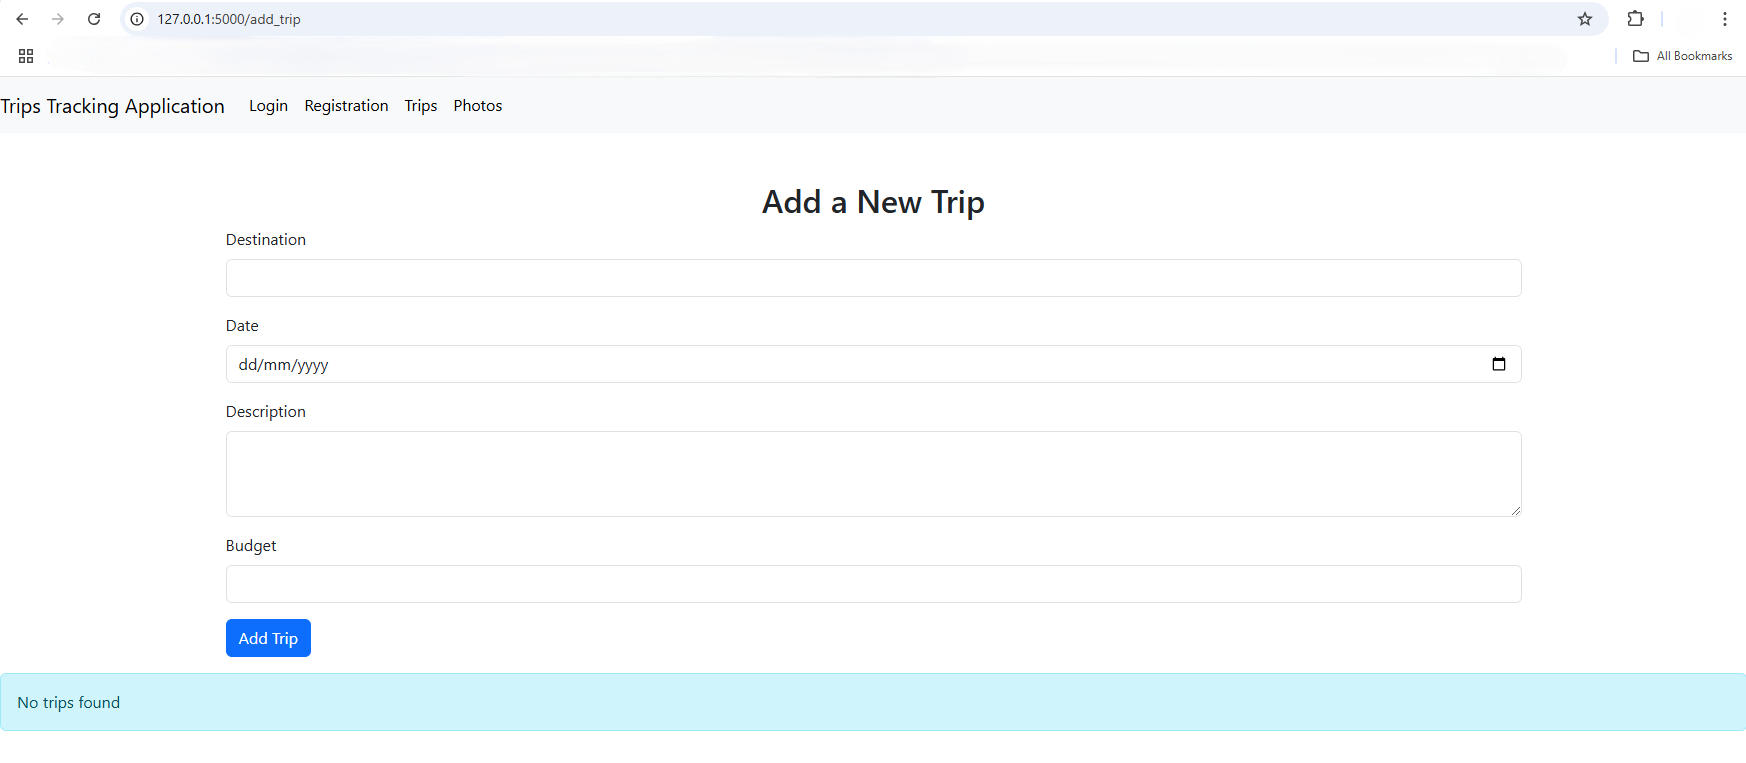 127.0.0.1:5000/add_trip
All Bookmarks
Trips Tracking Application Login Registration Trips Photos
Add a New Trip
Destination
Date
dd/mm/yyyy
Description
Budget
Add Trip
No trips found